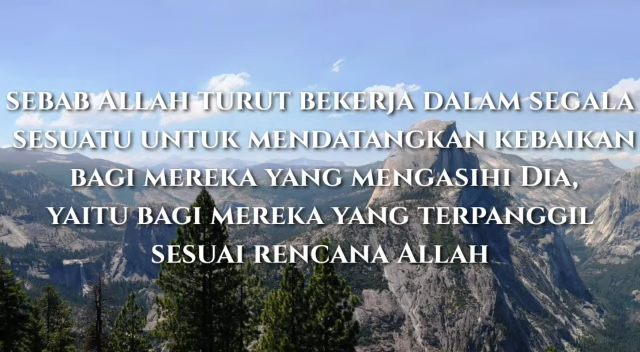 sebab Allah turut bekerja dalam segala
sesuatu untuk mendatangkan kebaikan
bagi mereka yang mengasihi Dia,
yaitu bagi mereka yang terpanggil
sesuai rencana Allah